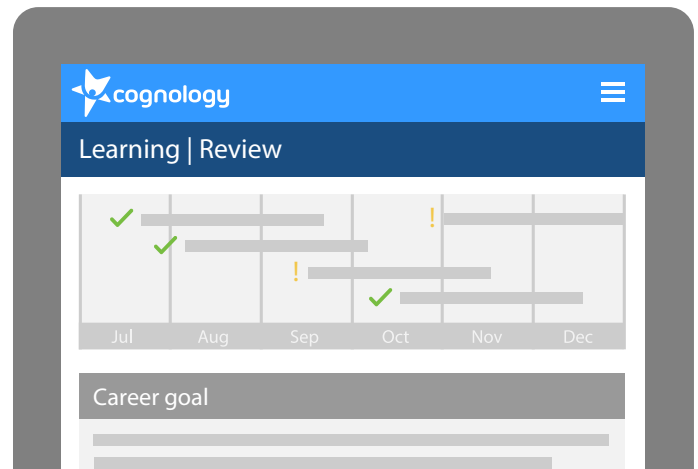 cognology
Learning | Review
! 
!
Jul Aug Sep Oct Nov Dec
Career goal